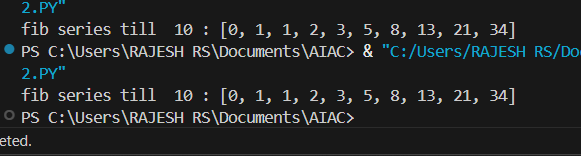 2.PY"
fib series till  10 : [0, 1, 1, 2, 3, 5, 8, 13, 21, 34]
PS C:\Users\RAJESH RS\Documents\AIAC> & "C:/Users/RAJESH RS/Do
2.PY"
fib series till  10 : [0, 1, 1, 2, 3, 5, 8, 13, 21, 34]
PS C:\Users\RAJESH RS\Documents\AIAC>
eted.